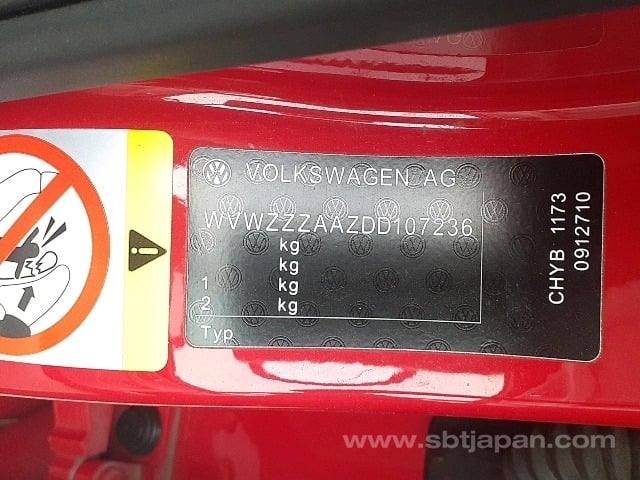 VOLKSWAGEN AG
WVWZZZAAZDD107236
kg
kg
1 kg
2 kg
Typ
CHYB 1173
0912710
www.sbtjapan.com